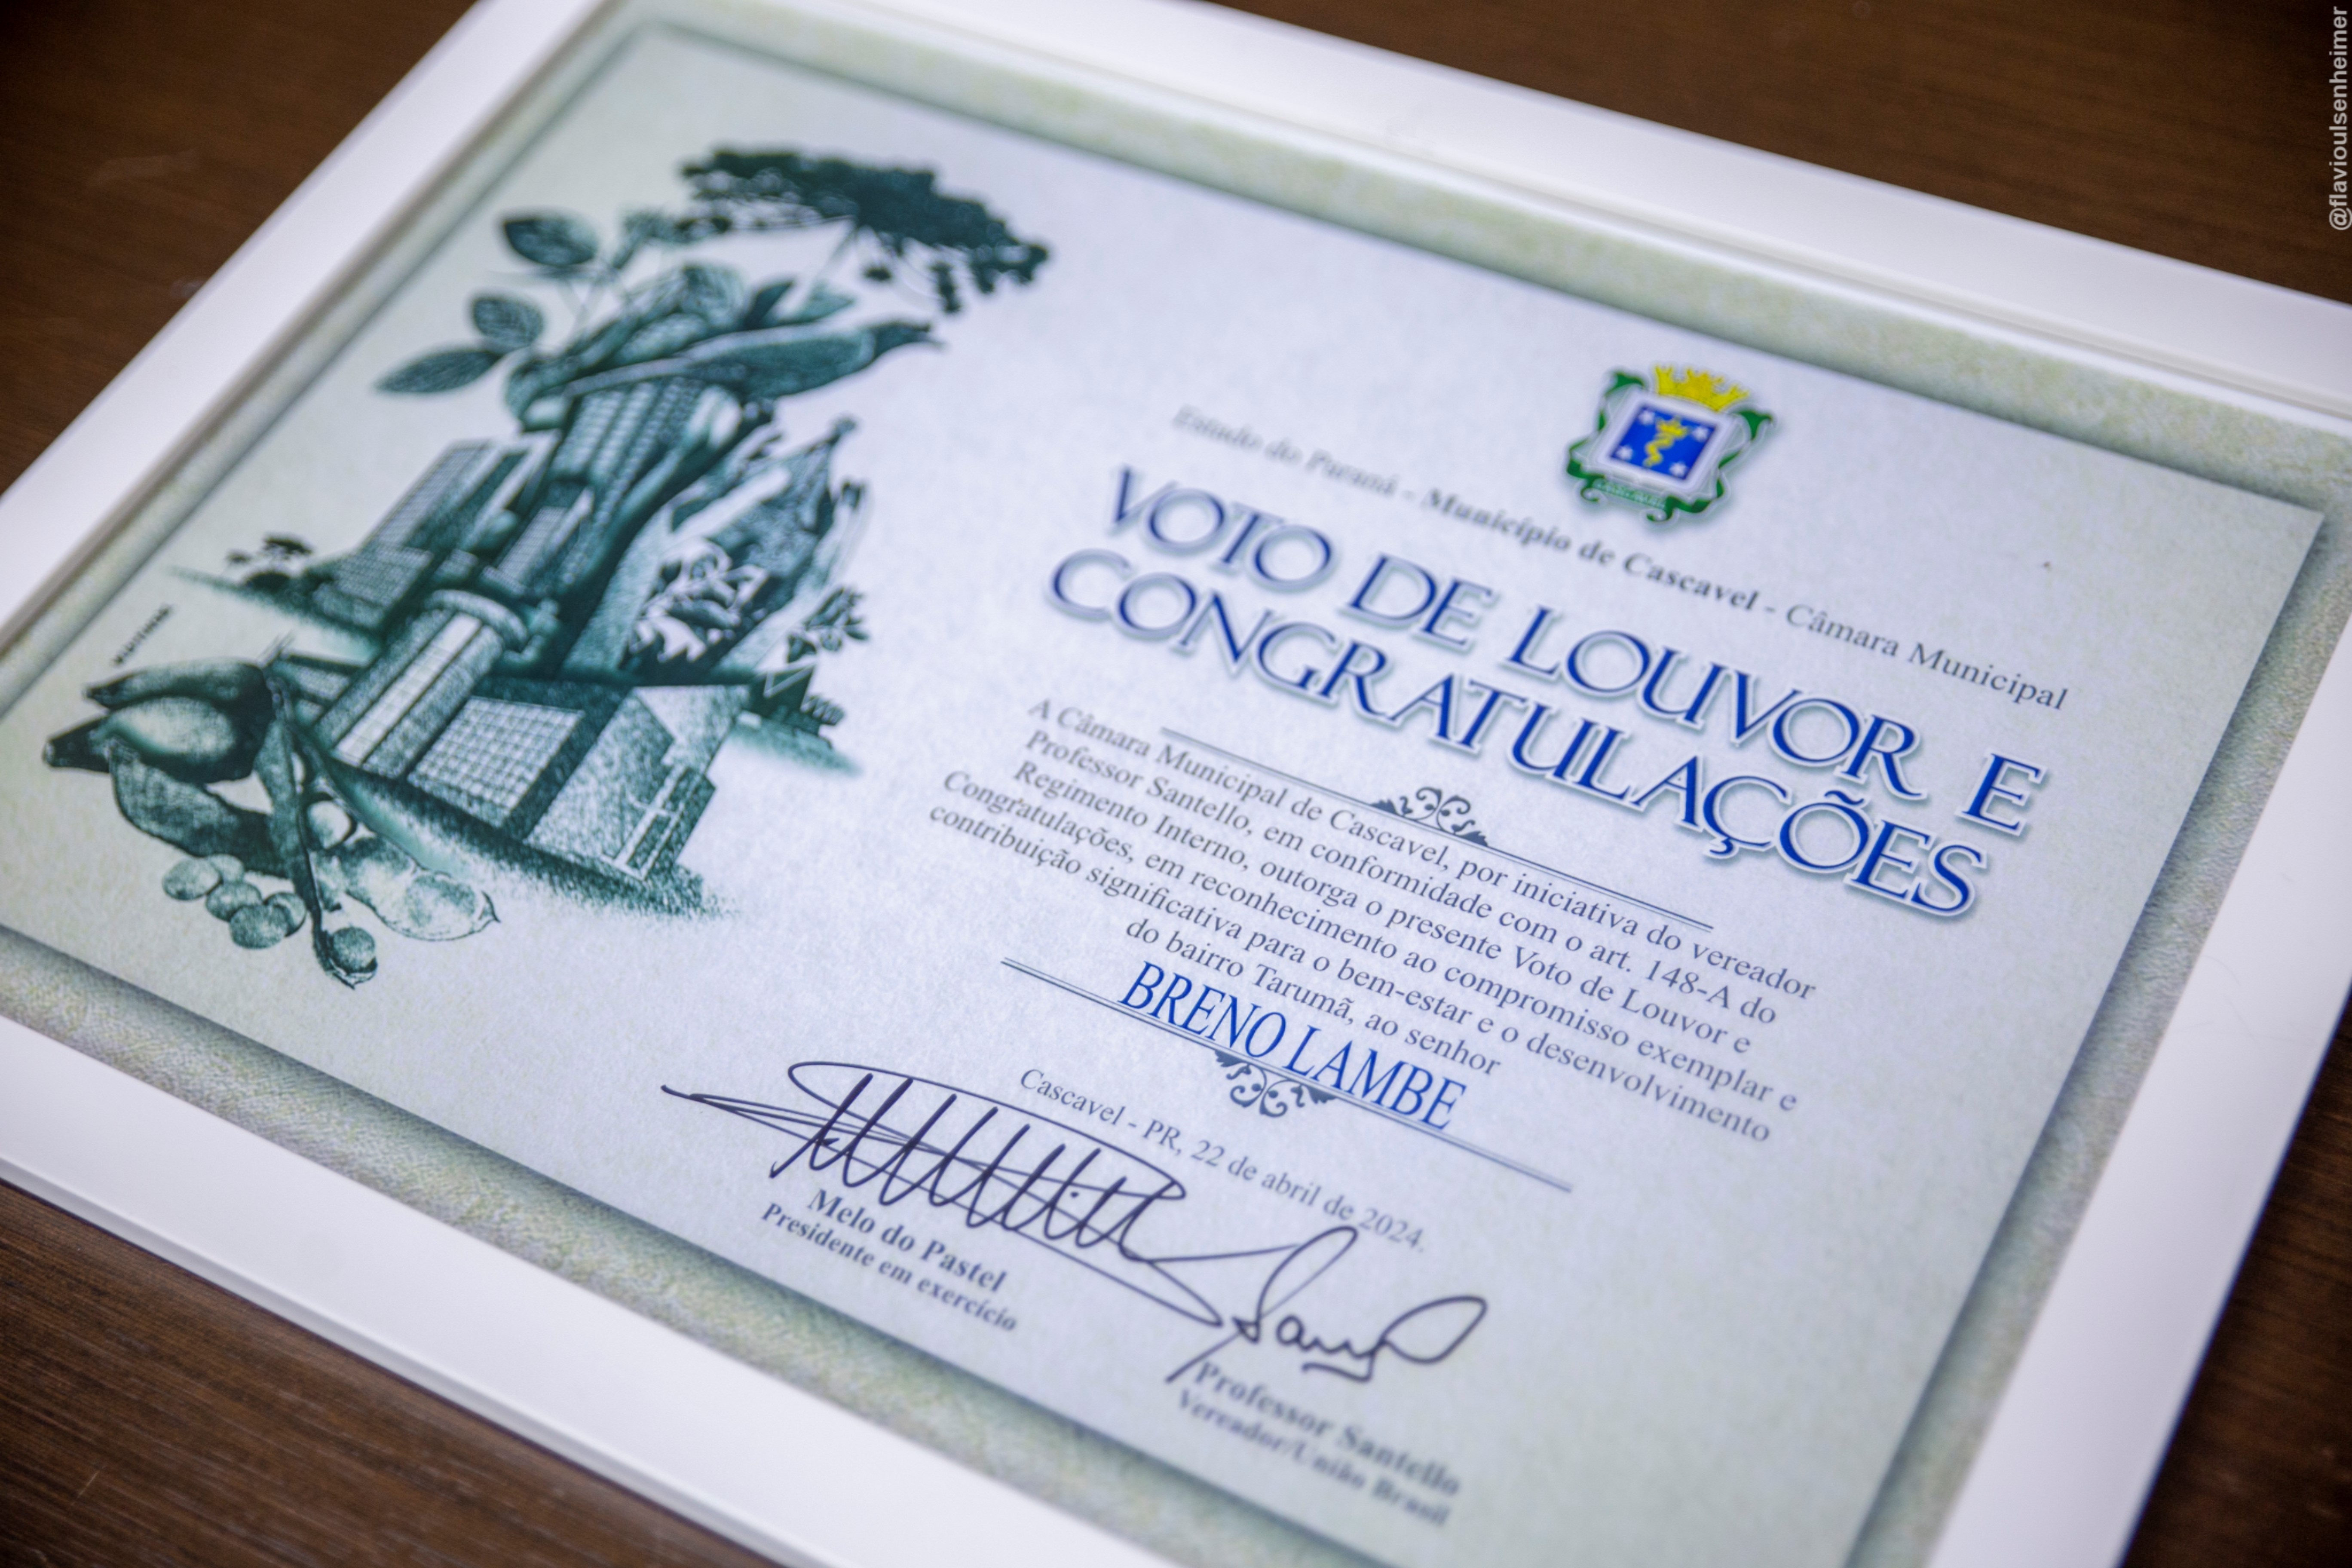 @flavioulsenheimer
Estado do Paraná - Município de Cascavel - Câmara Municipal
VOTO DE LOUVOR E
CONGRATULAÇÕES
A Câmara Municipal de Cascavel, por iniciativa do vereador
Professor Santello, em conformidade com o art. 148-A do
Regimento Interno, outorga o presente Voto de Louvor e
Congratulações, em reconhecimento ao compromisso exemplar e
contribuição significativa para o bem-estar e o desenvolvimento
do bairro Tarumã, ao senhor
BRENO LAMBE
Cascavel - PR, 22 de abril de 2024.
Melo do Pastel
Presidente em exercício
Professor Santello
Vereador/União Brasil